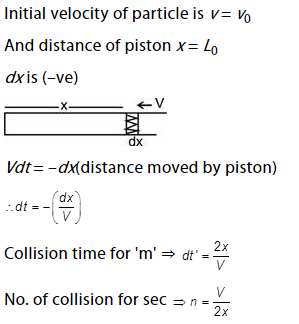 Initial velocity of particle is v = v₀
And distance of piston x = L₀
dx is (–ve)
x
V
dx
Vdt = –dx(distance moved by piston)
∴dt = –(dx/V)
Collision time for 'm' ⇒ dt' = 2x/V
No. of collision for sec ⇒ n = V/2x